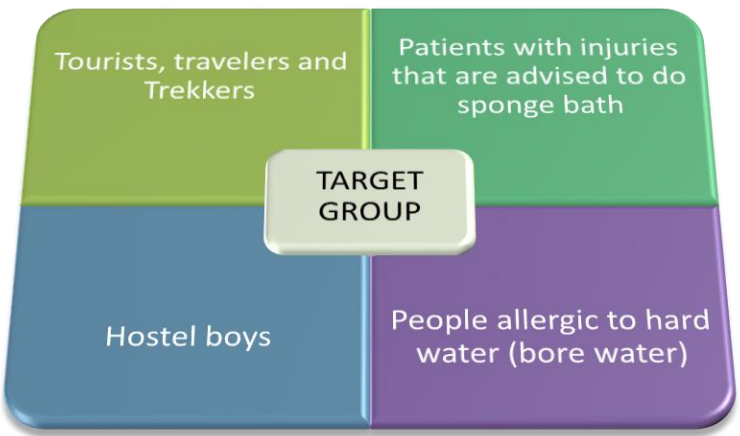 Tourists, travelers and
Trekkers
Patients with injuries
that are advised to do
sponge bath
TARGET
GROUP
Hostel boys
People allergic to hard
water (bore water)